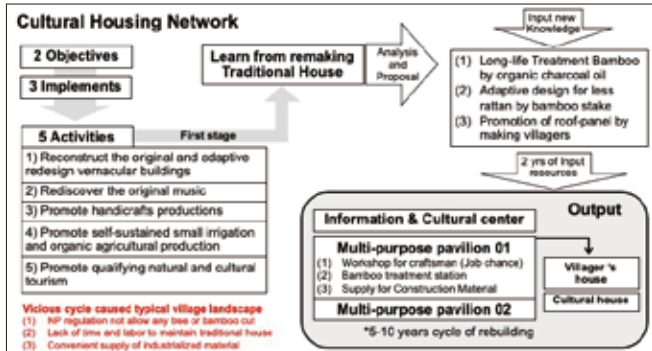 Cultural Housing Network
2 Objectives
3 Implements
5 Activities
First stage
1) Reconstruct the original and adaptive
redesign vernacular buildings
2) Rediscover the original music
3) Promote handicrafts productions
4) Promote self-sustained small irrigation
and organic agricultural production
5) Promote qualifying natural and cultural
tourism
Vicious cycle caused typical village landscape
(1) NP regulation not allow any tree or bamboo cut
(2) Lack of time and labor to maintain traditional house
(3) Convenient supply of industrialized material
Learn from remaking
Traditional House
Analysis
and
Proposal
Input new
Knowledge
(1) Long-life Treatment Bamboo
by organic charcoal oil
(2) Adaptive design for less
rattan by bamboo stake
(3) Promotion of roof-panel by
making villagers
2 yrs of Input
resources
Output
Information & Cultural center
Multi-purpose pavilion 01
(1) Workshop for craftsman (Job chance)
(2) Bamboo treatment station
(3) Supply for Construction Material
Multi-purpose pavilion 02
Villager 's
house
Cultural house
*5-10 years cycle of rebuilding